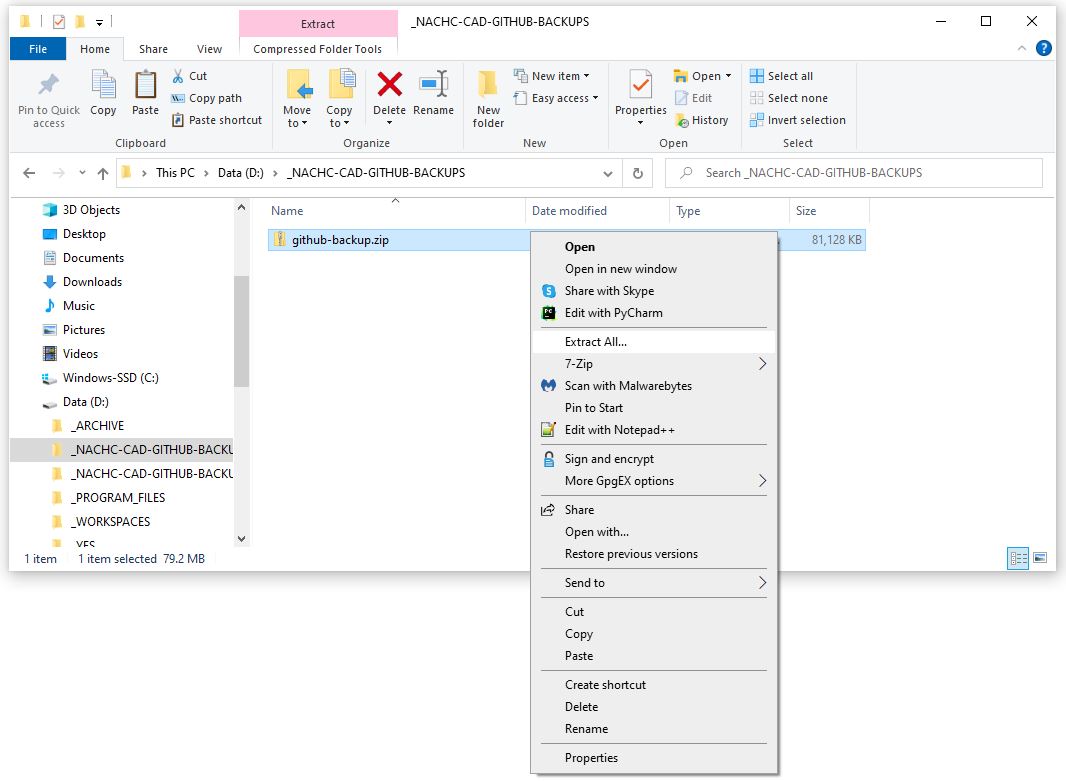 Extract
_NACHC-CAD-GITHUB-BACKUPS
File
Home
Share
View
Compressed Folder Tools
Pin to Quick access
Copy
Paste
Cut
Copy path
Paste shortcut
Clipboard
Move to
Copy to
Delete
Rename
Organize
New folder
New item
Easy access
New
Properties
Open
Edit
History
Open
Select all
Select none
Invert selection
Select
This PC > Data (D:) > _NACHC-CAD-GITHUB-BACKUPS
Search _NACHC-CAD-GITHUB-BACKUPS
3D Objects
Desktop
Documents
Downloads
Music
Pictures
Videos
Windows-SSD (C:)
Data (D:)
_ARCHIVE
_NACHC-CAD-GITHUB-BACKU
_NACHC-CAD-GITHUB-BACKU
_PROGRAM_FILES
_WORKSPACES
_YES
Name
Date modified
Type
Size
github-backup.zip
81,128 KB
Open
Open in new window
Share with Skype
Edit with PyCharm
Extract All...
7-Zip
Scan with Malwarebytes
Pin to Start
Edit with Notepad++
Sign and encrypt
More GpgEX options
Share
Open with...
Restore previous versions
Send to
Cut
Copy
Paste
Create shortcut
Delete
Rename
Properties
1 item
1 item selected 79.2 MB